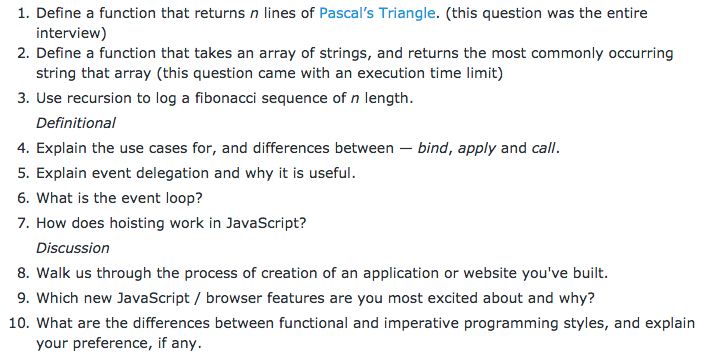 1. Define a function that returns n lines of Pascal’s Triangle. (this question was the entire
interview)
2. Define a function that takes an array of strings, and returns the most commonly occurring
string that array (this question came with an execution time limit)
3. Use recursion to log a fibonacci sequence of n length.
Definitional
4. Explain the use cases for, and differences between — bind, apply and call.
5. Explain event delegation and why it is useful.
6. What is the event loop?
7. How does hoisting work in JavaScript?
Discussion
8. Walk us through the process of creation of an application or website you've built.
9. Which new JavaScript / browser features are you most excited about and why?
10. What are the differences between functional and imperative programming styles, and explain
your preference, if any.